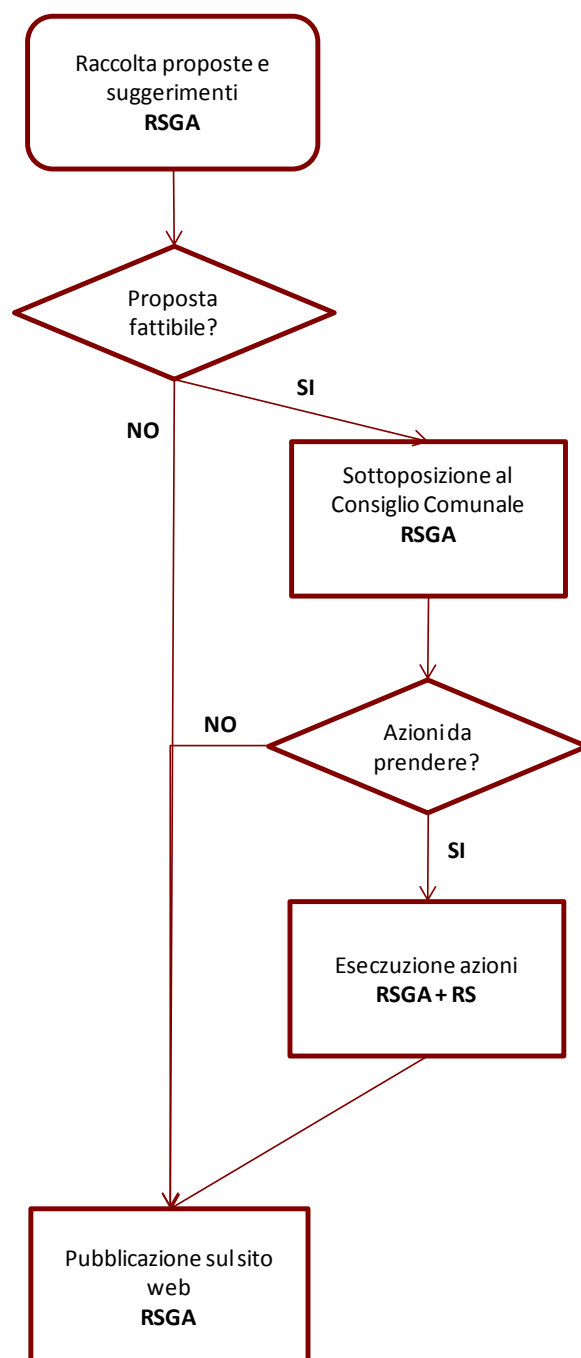 Raccolta proposte e
suggerimenti
RSGA
Proposta
fattibile?
SI
NO
Sottoposizione al
Consiglio Comunale
RSGA
NO
Azioni da
prendere?
SI
Eseczuzione azioni
RSGA + RS
Pubblicazione sul sito
web
RSGA